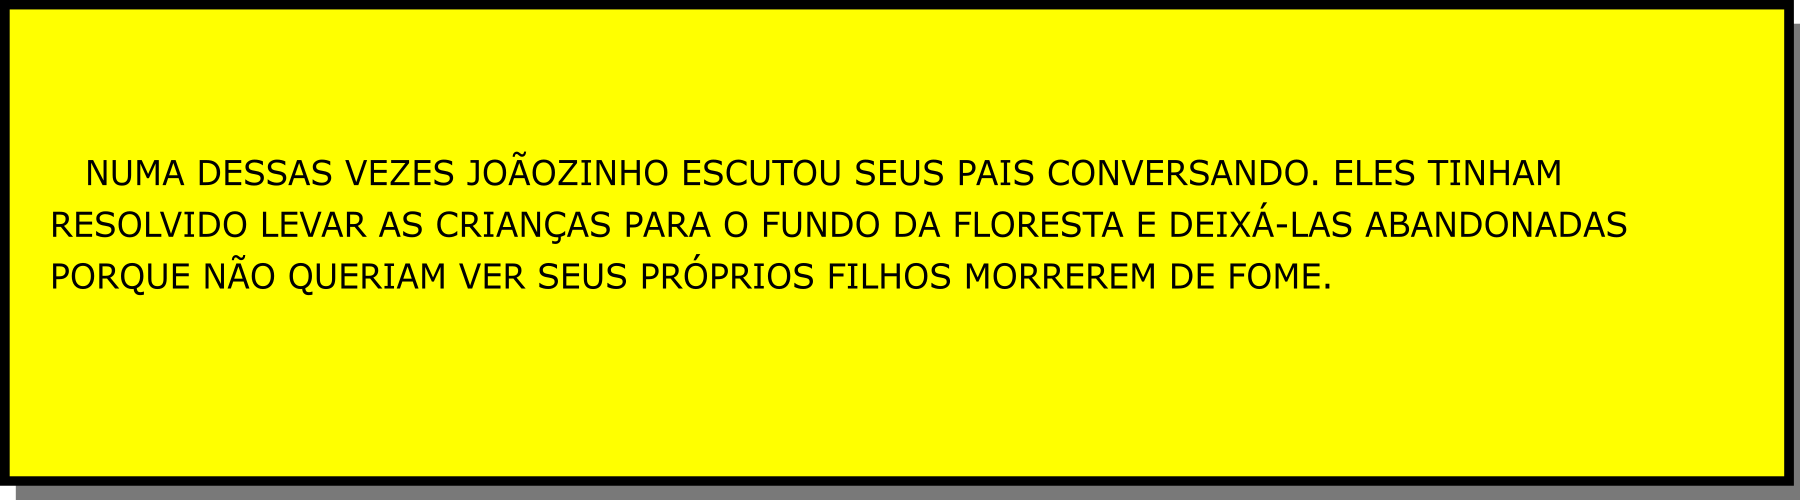 NUMA DESSAS VEZES JOÃOZINHO ESCUTOU SEUS PAIS CONVERSANDO. ELES TINHAM
RESOLVIDO LEVAR AS CRIANÇAS PARA O FUNDO DA FLORESTA E DEIXÁ-LAS ABANDONADAS
PORQUE NÃO QUERIAM VER SEUS PRÓPRIOS FILHOS MORREREM DE FOME.